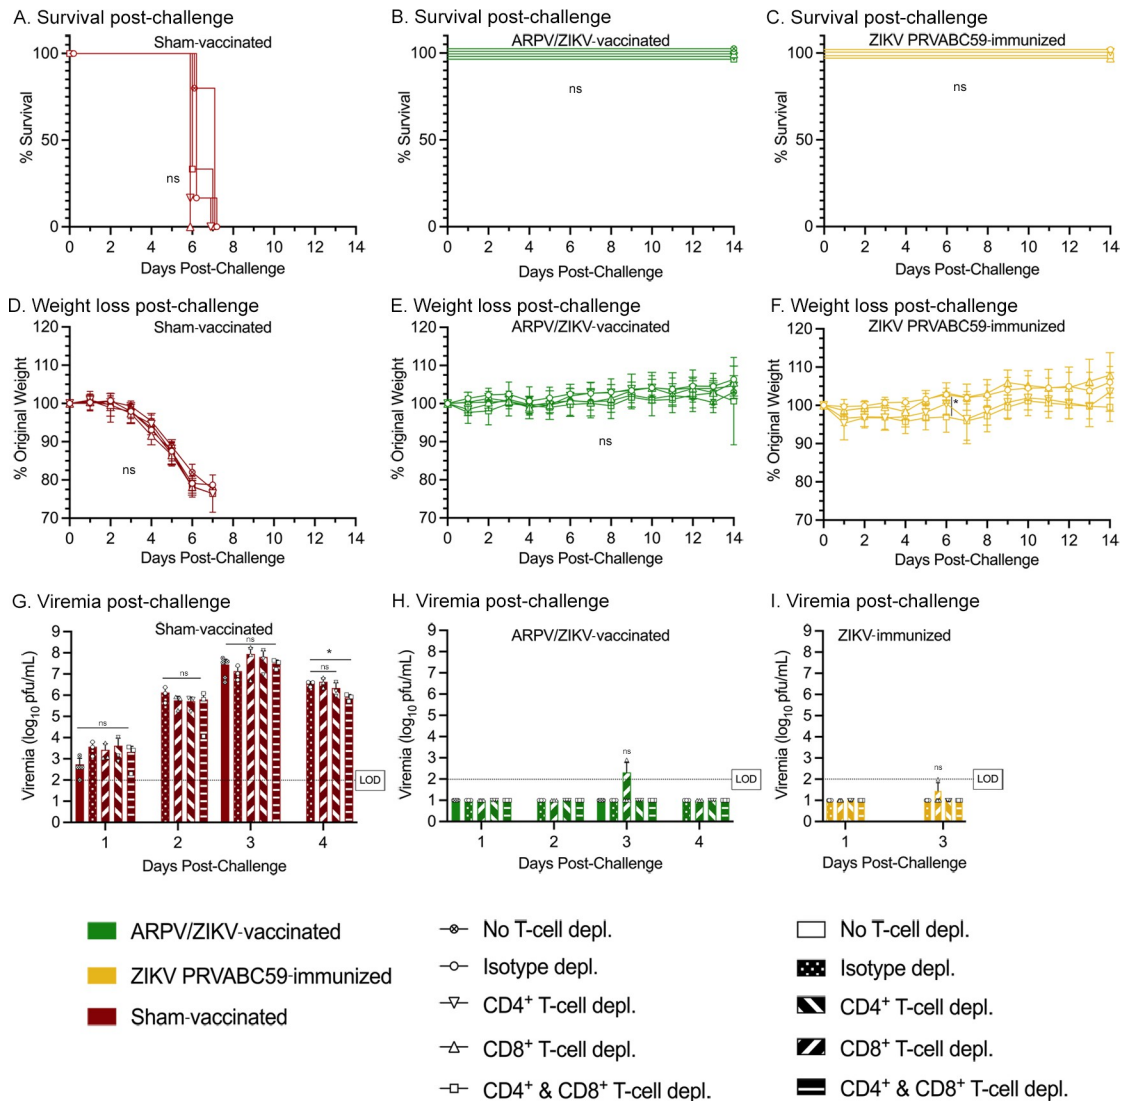 A. Survival post-challenge
Sham-vaccinated
% Survival
100
50
0
ns
0 2 4 6 8 10 12 14
Days Post-Challenge
B. Survival post-challenge
ARPV/ZIKV-vaccinated
% Survival
100
50
0
ns
0 2 4 6 8 10 12 14
Days Post-Challenge
C. Survival post-challenge
ZIKV PRVABC59-immunized
% Survival
100
50
0
ns
0 2 4 6 8 10 12 14
Days Post-Challenge
D. Weight loss post-challenge
Sham-vaccinated
% Original Weight
120
110
100
90
80
70
ns
0 2 4 6 8 10 12 14
Days Post-Challenge
E. Weight loss post-challenge
ARPV/ZIKV-vaccinated
% Original Weight
120
110
100
90
80
70
ns
0 2 4 6 8 10 12 14
Days Post-Challenge
F. Weight loss post-challenge
ZIKV PRVABC59-immunized
% Original Weight
120
110
100
90
80
70
*
0 2 4 6 8 10 12 14
Days Post-Challenge
G. Viremia post-challenge
Sham-vaccinated
Viremia (log10 pfu/mL)
9
8
7
6
5
4
3
2
1
0
ns
ns
ns
*
ns
LOD
1 2 3 4
Days Post-Challenge
H. Viremia post-challenge
ARPV/ZIKV-vaccinated
Viremia (log10 pfu/mL)
9
8
7
6
5
4
3
2
1
0
ns
LOD
1 2 3 4
Days Post-Challenge
I. Viremia post-challenge
ZIKV-immunized
Viremia (log10 pfu/mL)
9
8
7
6
5
4
3
2
1
0
ns
LOD
1 3
Days Post-Challenge
ARPV/ZIKV-vaccinated
ZIKV PRVABC59-immunized
Sham-vaccinated
No T-cell depl.
Isotype depl.
CD4+ T-cell depl.
CD8+ T-cell depl.
CD4+ & CD8+ T-cell depl.
No T-cell depl.
Isotype depl.
CD4+ T-cell depl.
CD8+ T-cell depl.
CD4+ & CD8+ T-cell depl.